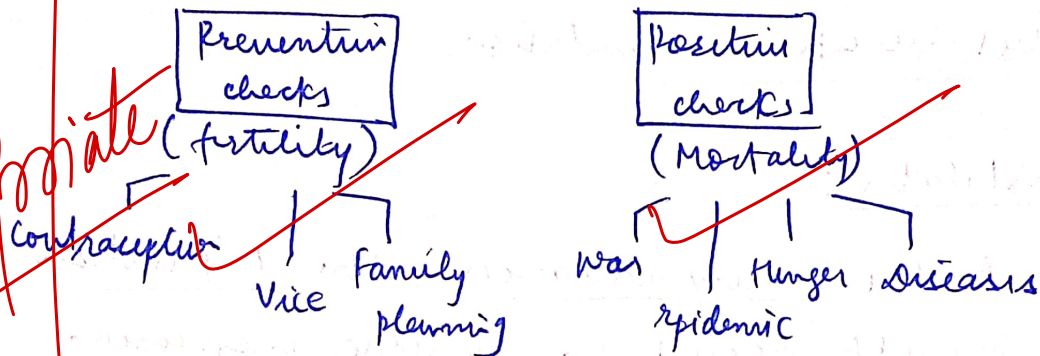 Preventive
checks
(fertility)
Contraception
Vice
Family
planning
Positive
checks
(Mortality)
War
Epidemic
Hunger
Diseases